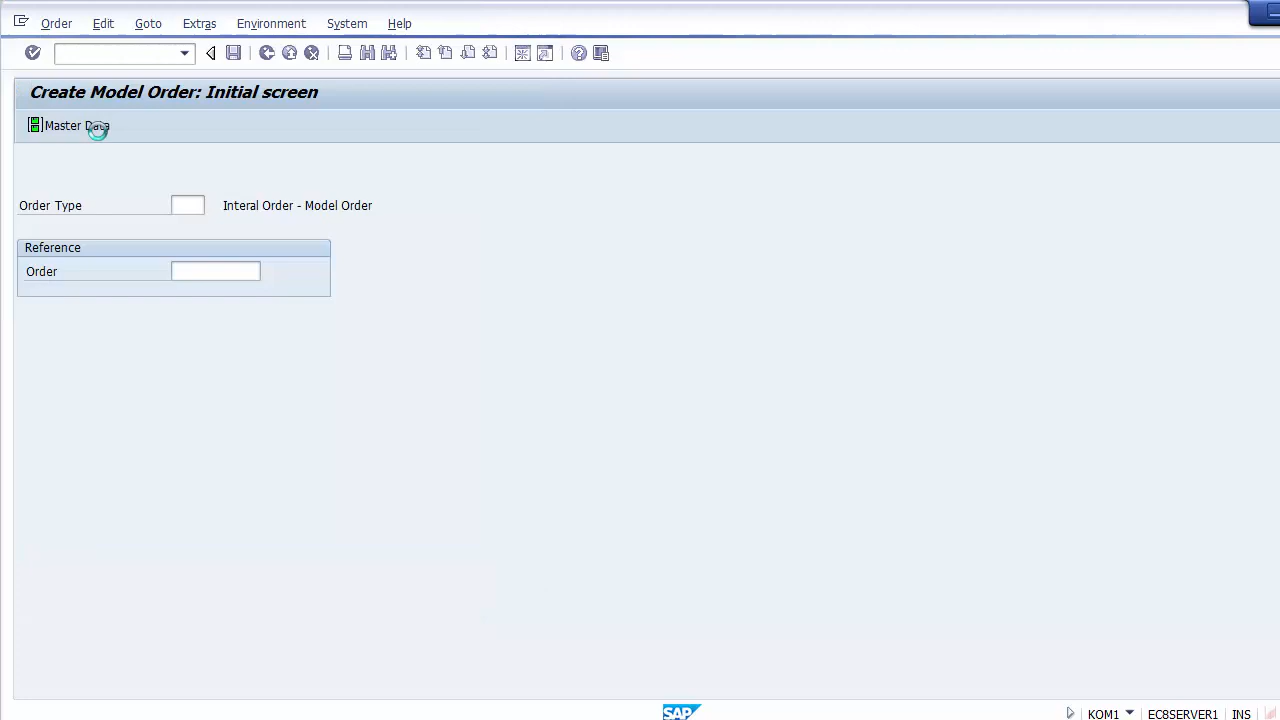 Order Edit Goto Extras Environment System Help
Create Model Order: Initial screen
Master Data
Order Type Interal Order - Model Order
Reference
Order
SAP KOM1 EC8SERVER1 INS